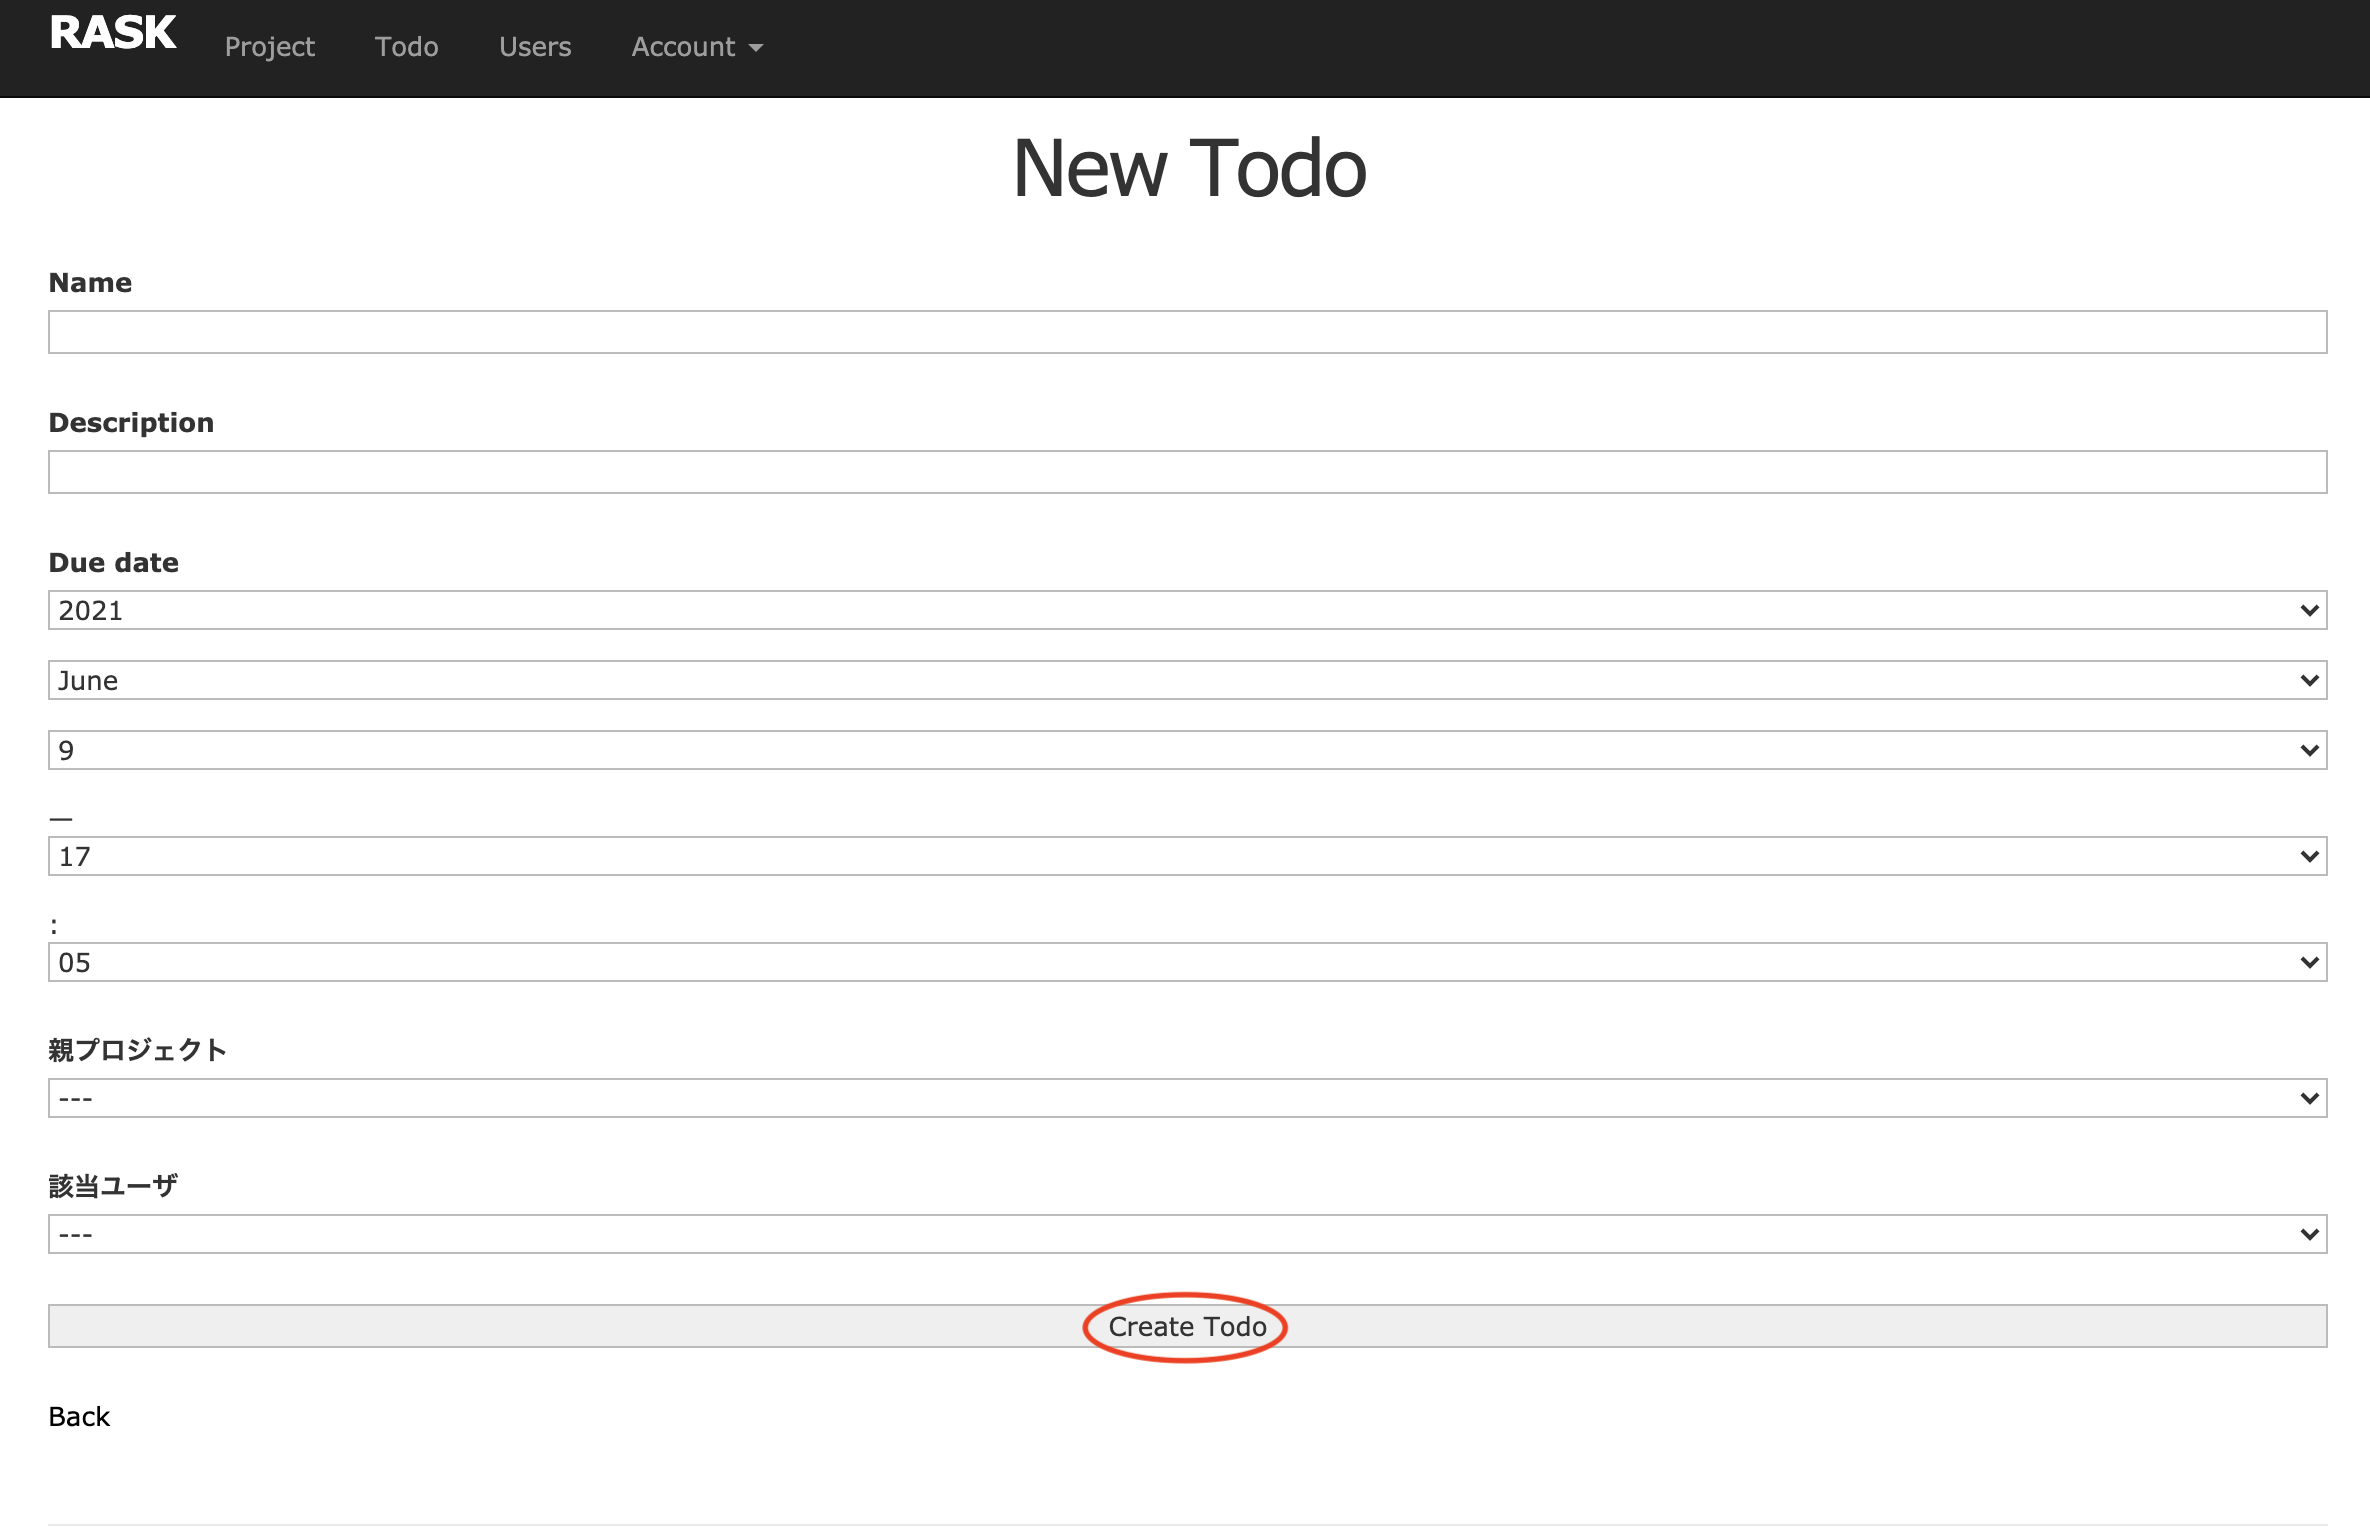 RASK Project Todo Users Account
New Todo
Name
Description
Due date
2021
June
9
—
17
:
05
親プロジェクト
---
該当ユーザ
---
Create Todo
Back